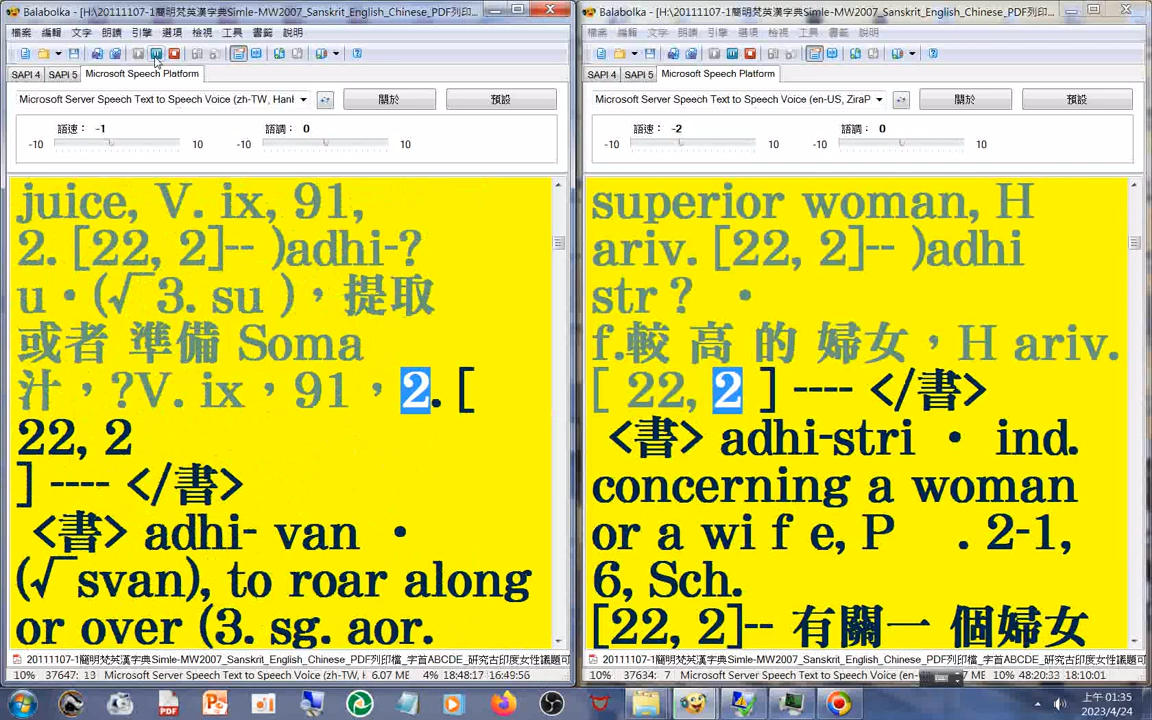 Balabolka - [H:\20111107-1簡明梵英漢字典Simle-MW2007_Sanskrit_English_Chinese_PDF列印...
檔案 編輯 文字 朗讀 引擎 選項 檢視 工具 書籤 說明
SAPI 4 SAPI 5 Microsoft Speech Platform
Microsoft Server Speech Text to Speech Voice (zh-TW, Hanl
關於 預設
語速： -1 語調： 0
-10 10 -10 10
juice, V. ix, 91,
2. [22, 2]-- )adhi-?
u‧(√ 3. su )，提取
或者 準備 Soma
汁，?V. ix，91，2. [
22, 2
] ---- </書>
<書> adhi- van ‧
(√svan), to roar along
or over (3. sg. aor.
20111107-1簡明梵英漢字典Simle-MW2007_Sanskrit_English_Chinese_PDF列印檔_字首ABCDE_研究古印度女性議題可
10% 37647: 13 Microsoft Server Speech Text to Speech Voice (zh-TW, H 6.07 ME 4% 18:48:17 16:49:56
Balabolka - [H:\20111107-1簡明梵英漢字典Simle-MW2007_Sanskrit_English_Chinese_PDF列印...
檔案 編輯 文字 朗讀 引擎 選項 檢視 工具 書籤 說明
SAPI 4 SAPI 5 Microsoft Speech Platform
Microsoft Server Speech Text to Speech Voice (en-US, ZiraP
關於 預設
語速： -2 語調： 0
-10 10 -10 10
superior woman, H
ariv. [22, 2]-- )adhi
str？ ‧
f.較 高 的 婦女，H ariv.
[ 22, 2 ] ---- </書>
<書> adhi-stri ‧ ind.
concerning a woman
or a wi f e, P . 2-1,
6, Sch.
[22, 2]-- 有關一 個婦女
20111107-1簡明梵英漢字典Simle-MW2007_Sanskrit_English_Chinese_PDF列印檔_字首ABCDE_研究古印度女性議題可
10% 37634: 7 Microsoft Server Speech Text to Speech Voice 10% 48:20:33 18:10:01
PDF
上午 01:35
2023/4/24